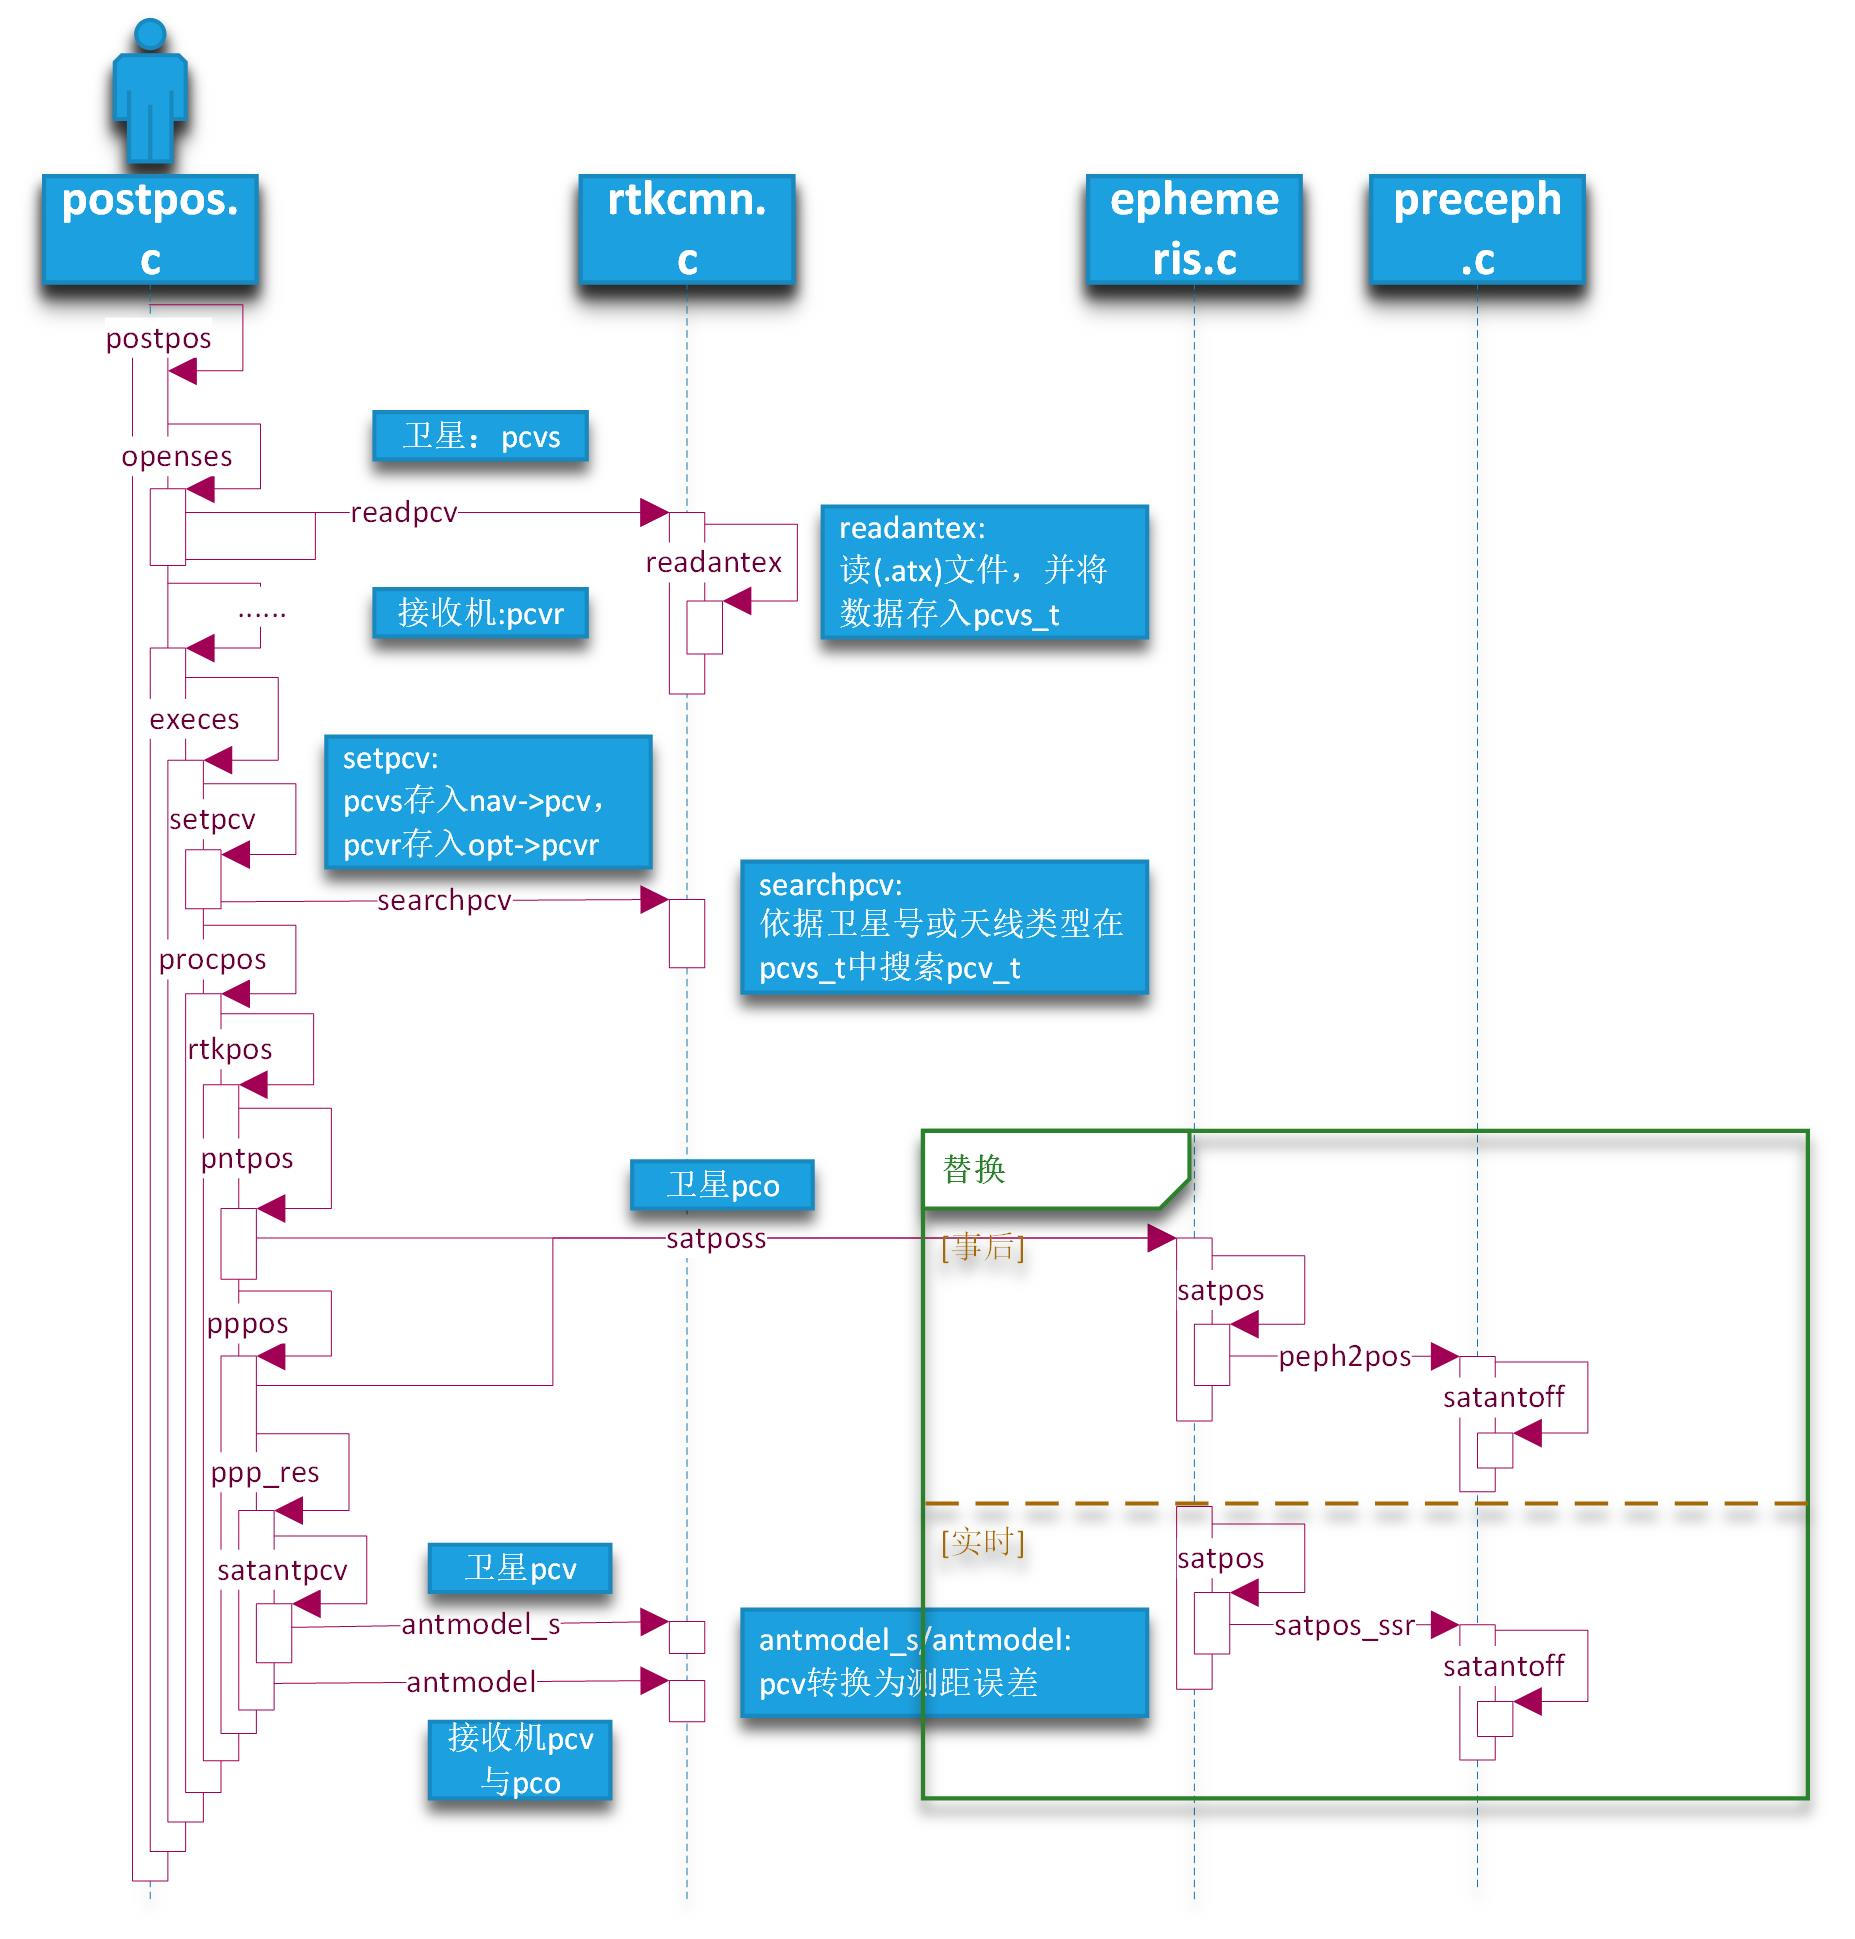 postpos.
c
rtkcmn.
c
epheme
ris.c
preceph
.c
postpos
卫星：pcvs
openses
readpcv
readantex
readantex:
读(.atx)文件，并将
数据存入pcvs_t
......
接收机:pcvr
execes
setpcv:
pcvs存入nav->pcv，
pcvr存入opt->pcvr
setpcv
searchpcv
searchpcv:
依据卫星号或天线类型在
pcvs_t中搜索pcv_t
procpos
rtkpos
pntpos
卫星pco
替换
satposs
[事后]
satpos
pppos
peph2pos
satantoff
ppp_res
[实时]
satpos
satantpcv
卫星pcv
antmodel_s
antmodel_s/antmodel:
pcv转换为测距误差
satpos_ssr
satantoff
antmodel
接收机pcv
与pco